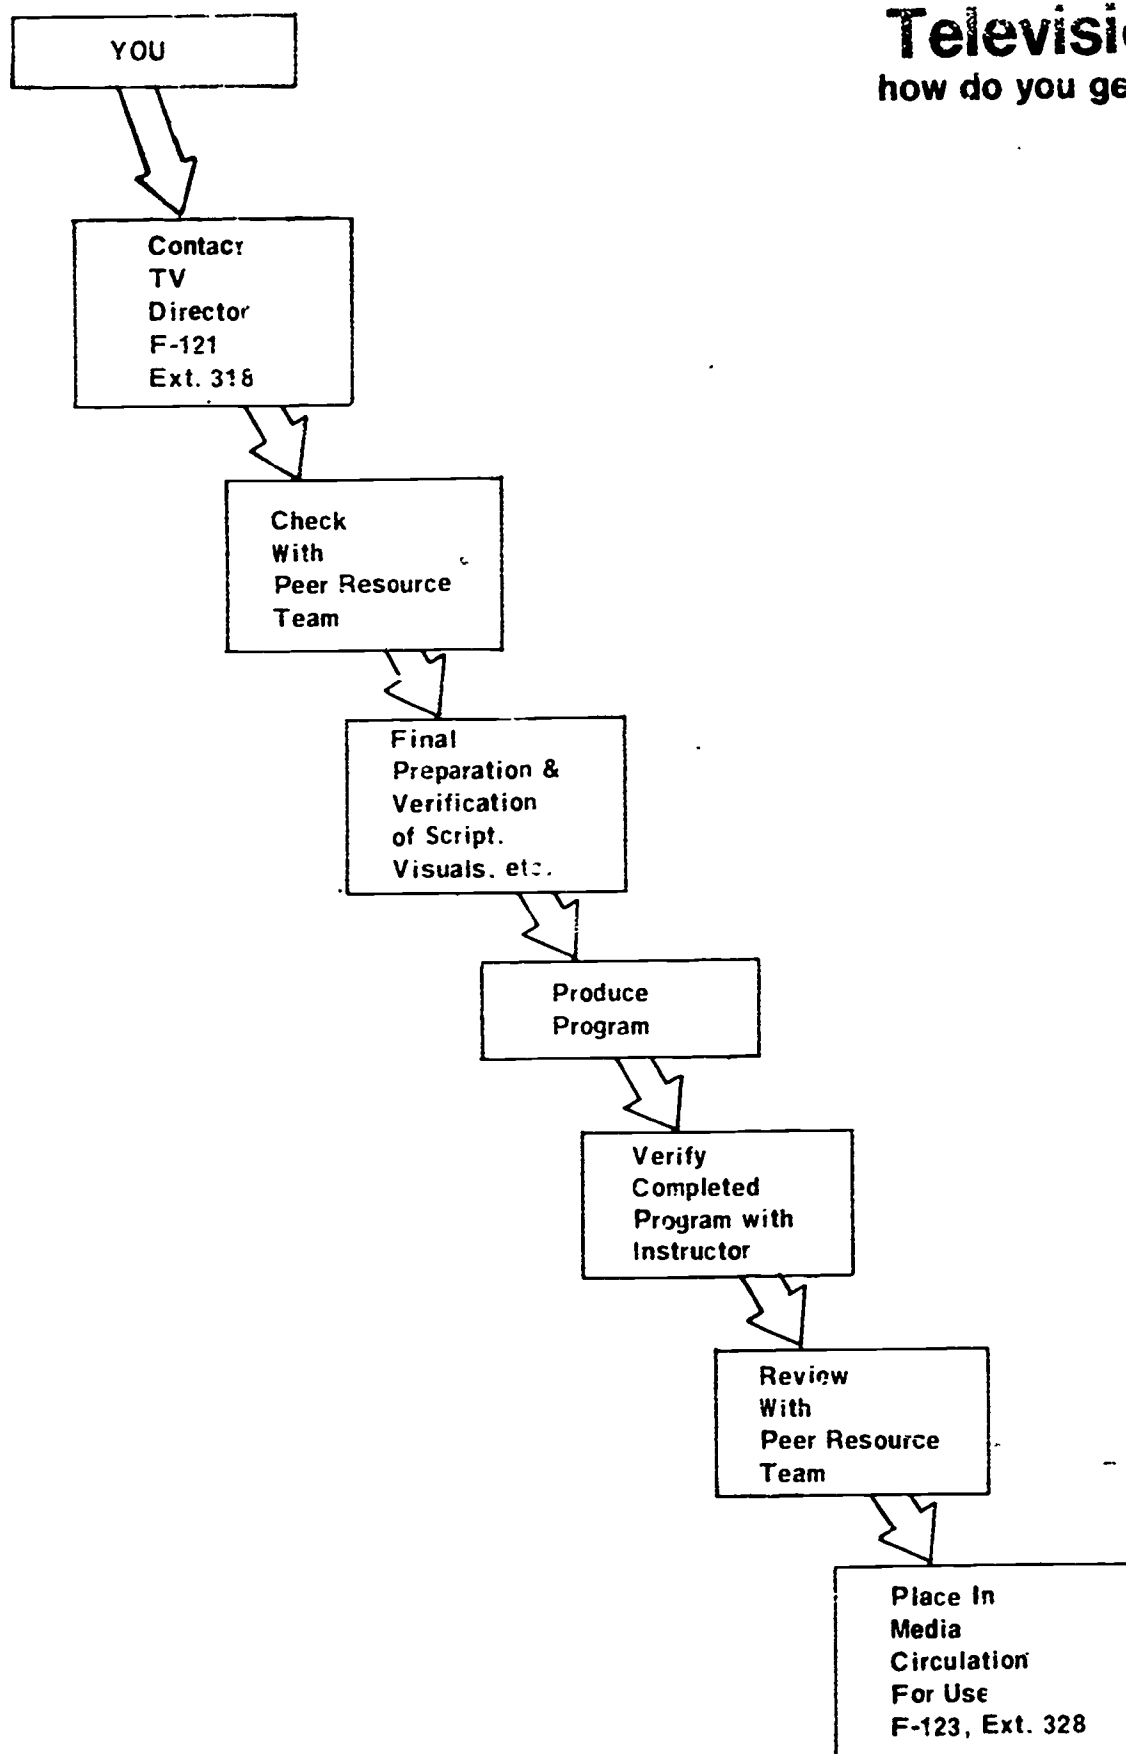 Televisi
how do you ge
YOU
Contact
TV
Director
F-121
Ext. 318
Check
With
Peer Resource
Team
Final
Preparation &
Verification
of Script.
Visuals. etc.
Produce
Program
Verify
Completed
Program with
Instructor
Review
With
Peer Resource
Team
Place In
Media
Circulation
For Use
F-123, Ext. 328